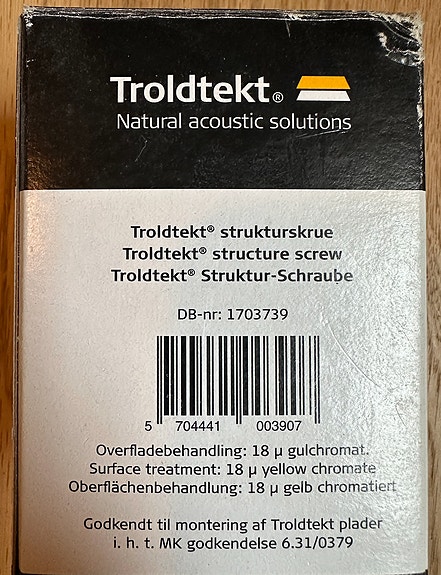 Troldtekt®
Natural acoustic solutions
Troldtekt® strukturskrue
Troldtekt® structure screw
Troldtekt® Struktur-Schraube
DB-nr: 1703739
5 704441 003907
Overfladebehandling: 18 µ gulchromat.
Surface treatment: 18 µ yellow chromate
Oberflächenbehandlung: 18 µ gelb chromatiert
Godkendt til montering af Troldtekt plader
i. h. t. MK godkendelse 6.31/0379